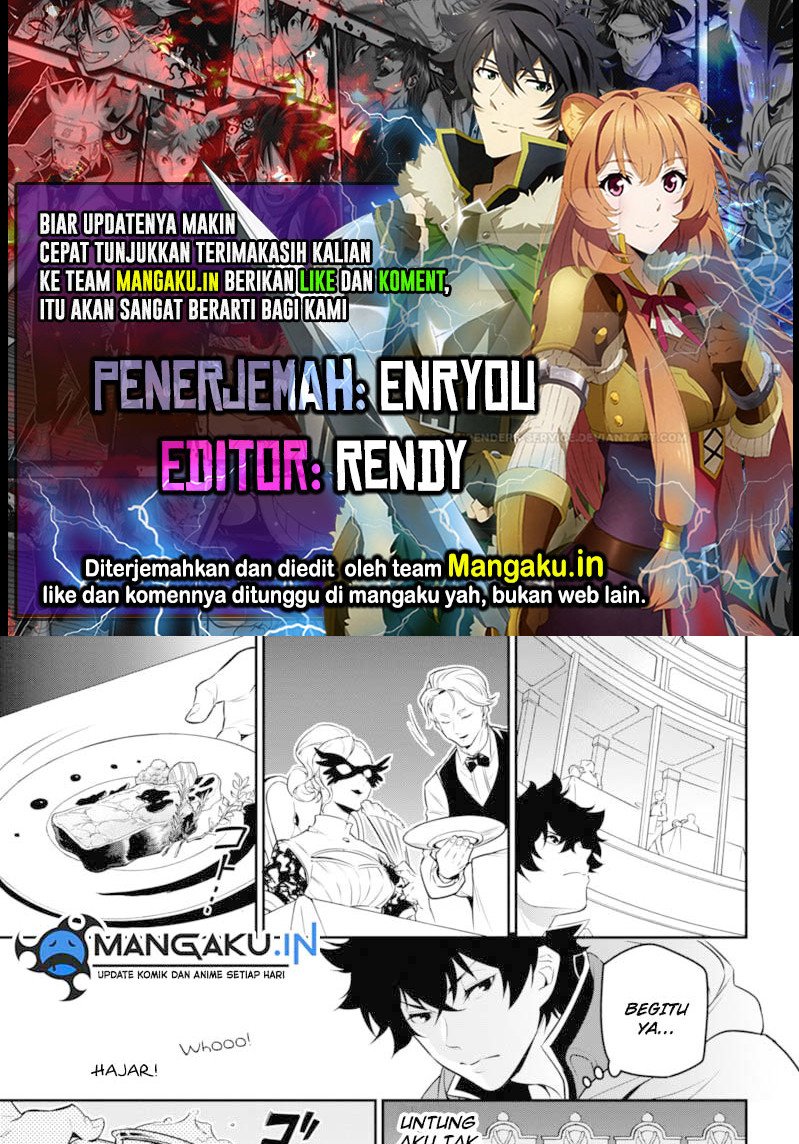 BIAR UPDATENYA MAKIN
CEPAT TUNJUKKAN TERIMAKASIH KALIAN
KE TEAM MANGAKU.IN BERIKAN LIKE DAN KOMENT,
ITU AKAN SANGAT BERARTI BAGI KAMI
PENERJEMAH: ENRYOU
EDITOR: RENDY
Diterjemahkan dan diedit oleh team Mangaku.in
like dan komennya ditunggu di mangaku yah, bukan web lain.
コト
MANGAKU.IN
UPDATE KOMIK DAN ANIME SETIAP HARI
BEGITU
YA...
Whooo!
HAJAR!
UNTUNG
AKU TAK